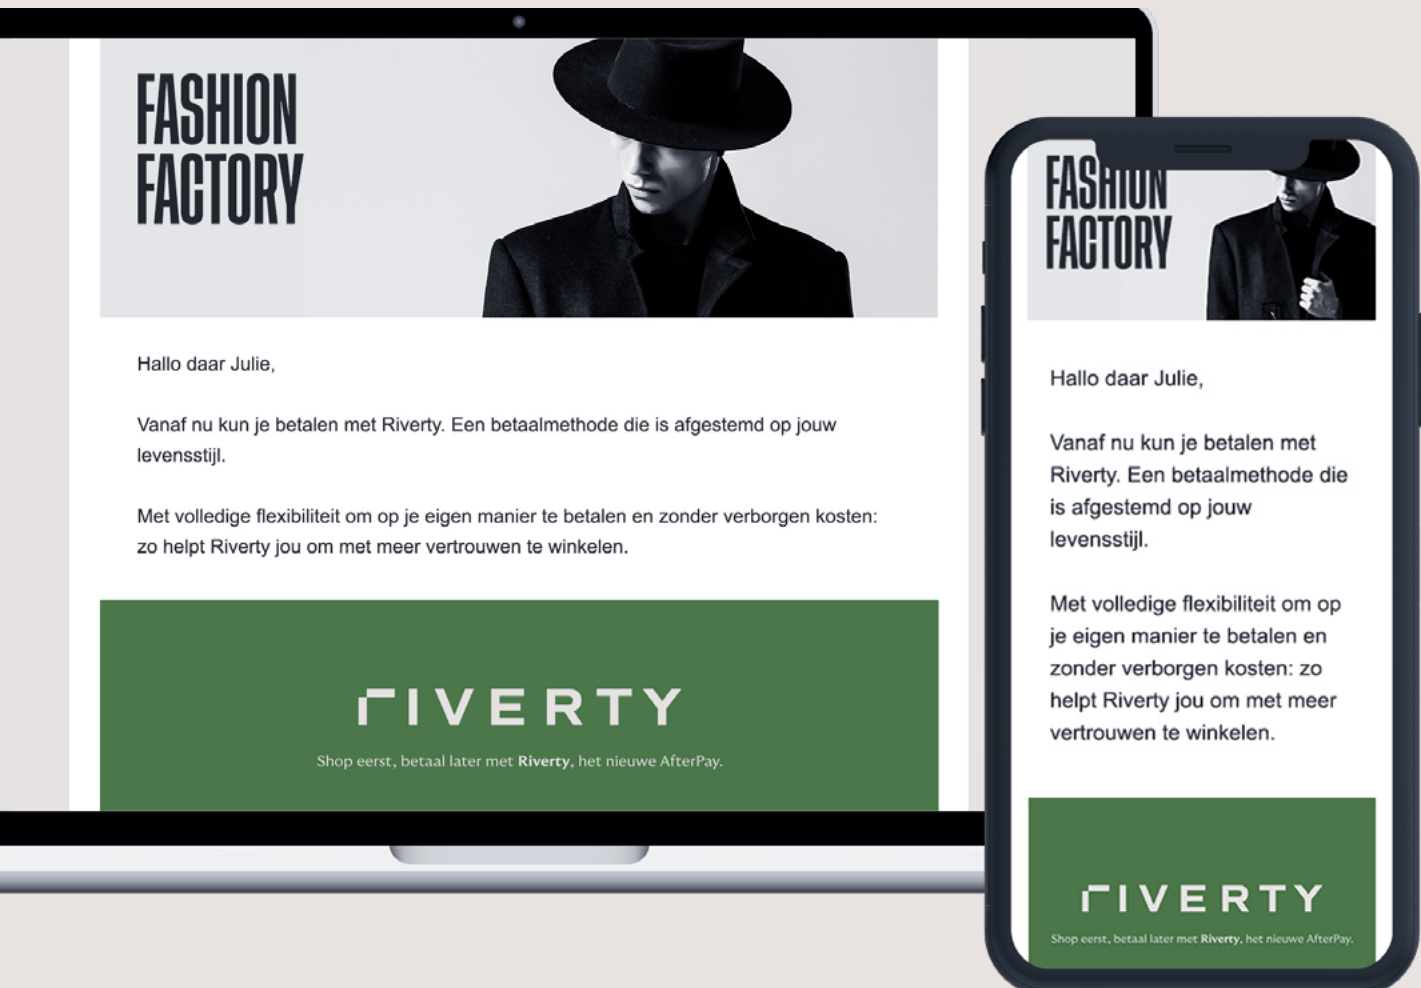 FASHION
FACTORY
Hallo daar Julie,
Vanaf nu kun je betalen met Riverty. Een betaalmethode die is afgestemd op jouw
levensstijl.
Met volledige flexibiliteit om op je eigen manier te betalen en zonder verborgen kosten:
zo helpt Riverty jou om met meer vertrouwen te winkelen.
RIVERTY
Shop eerst, betaal later met Riverty, het nieuwe AfterPay.
FASHION
FACTORY
Hallo daar Julie,
Vanaf nu kun je betalen met
Riverty. Een betaalmethode die
is afgestemd op jouw
levensstijl.
Met volledige flexibiliteit om op
je eigen manier te betalen en
zonder verborgen kosten: zo
helpt Riverty jou om met meer
vertrouwen te winkelen.
RIVERTY
Shop eerst, betaal later met Riverty, het nieuwe AfterPay.